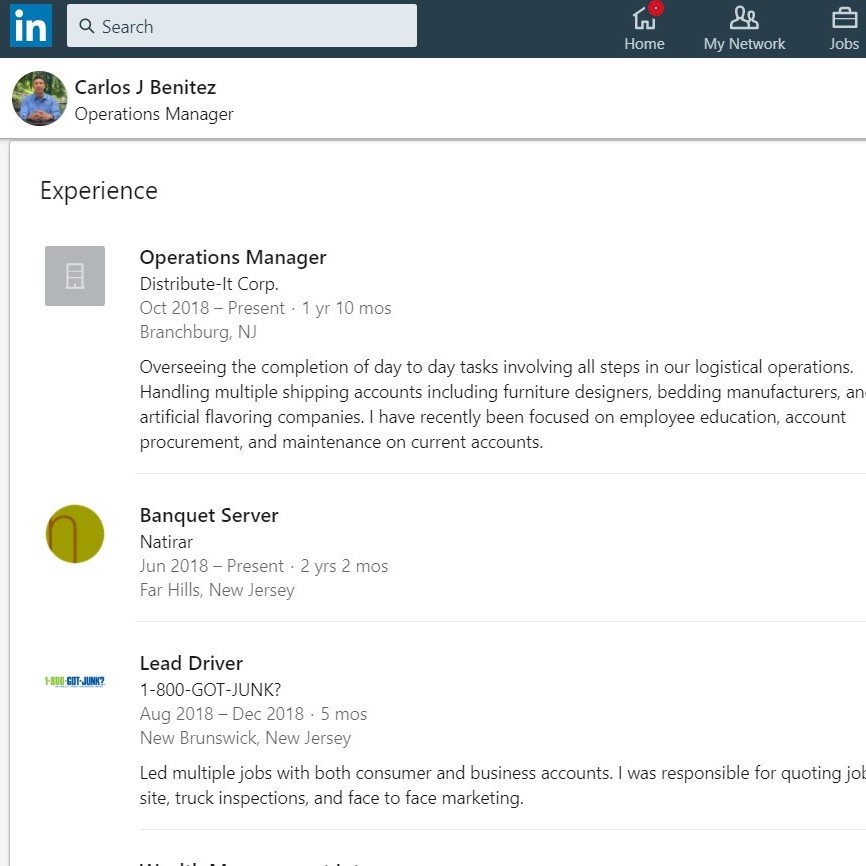 in
Search
Home
My Network
Jobs
Carlos J Benitez
Operations Manager
Experience
Operations Manager
Distribute-It Corp.
Oct 2018 – Present · 1 yr 10 mos
Branchburg, NJ
Overseeing the completion of day to day tasks involving all steps in our logistical operations.
Handling multiple shipping accounts including furniture designers, bedding manufacturers,
artificial flavoring companies. I have recently been focused on employee education, account
procurement, and maintenance on current accounts.
Banquet Server
Natirar
Jun 2018 – Present · 2 yrs 2 mos
Far Hills, New Jersey
1-800-GOT-JUNK?
Lead Driver
1-800-GOT-JUNK?
Aug 2018 – Dec 2018 · 5 mos
New Brunswick, New Jersey
Led multiple jobs with both consumer and business accounts. I was responsible for quoting
site, truck inspections, and face to face marketing.